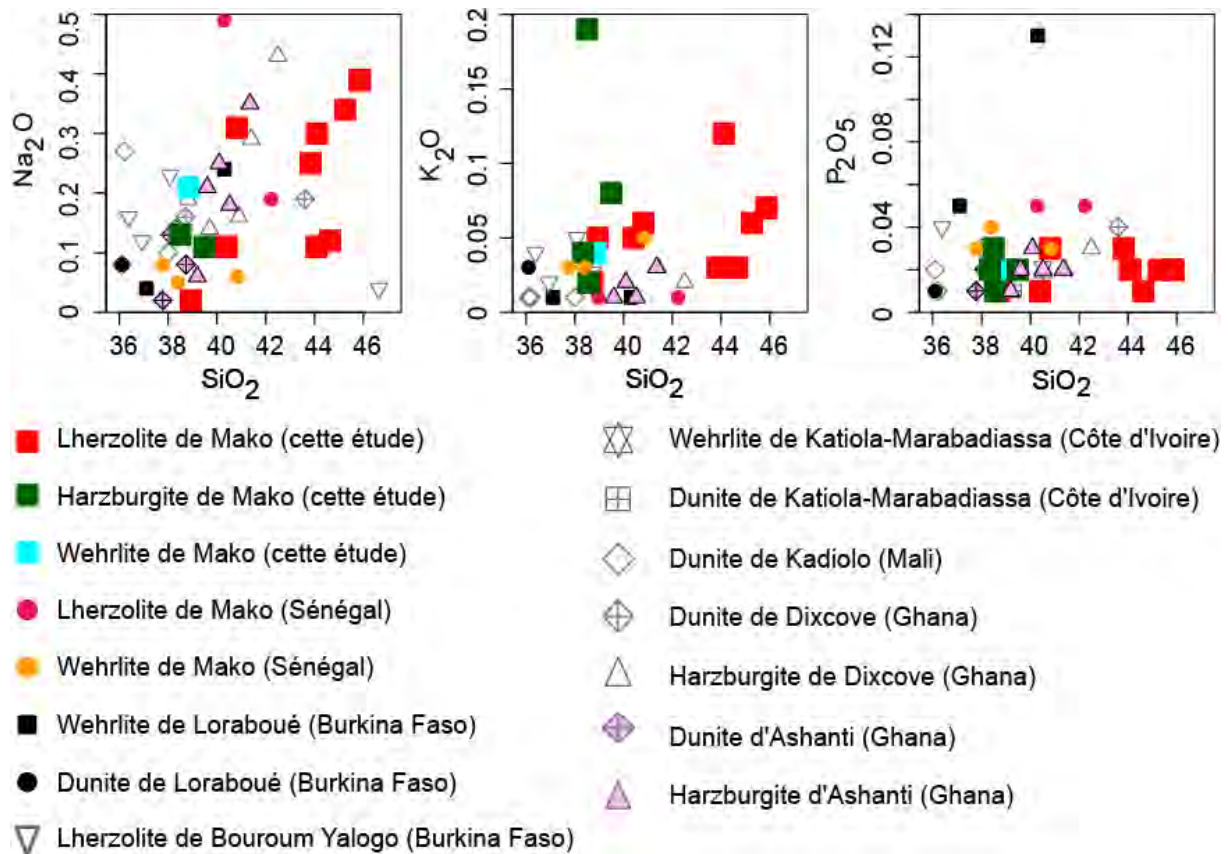 Na2O
0 0.1 0.2 0.3 0.4 0.5
36 38 40 42 44 46
SiO2
K2O
0 0.05 0.1 0.15 0.2
36 38 40 42 44 46
SiO2
P2O5
0 0.04 0.08 0.12
36 38 40 42 44 46
SiO2
Lherzolite de Mako (cette étude)
Harzburgite de Mako (cette étude)
Wehrlite de Mako (cette étude)
Lherzolite de Mako (Sénégal)
Wehrlite de Mako (Sénégal)
Wehrlite de Loraboué (Burkina Faso)
Dunite de Loraboué (Burkina Faso)
Lherzolite de Bouroum Yalogo (Burkina Faso)
Wehrlite de Katiola-Marabadiassa (Côte d'Ivoire)
Dunite de Katiola-Marabadiassa (Côte d'Ivoire)
Dunite de Kadiolo (Mali)
Dunite de Dixcove (Ghana)
Harzburgite de Dixcove (Ghana)
Dunite d'Ashanti (Ghana)
Harzburgite d'Ashanti (Ghana)